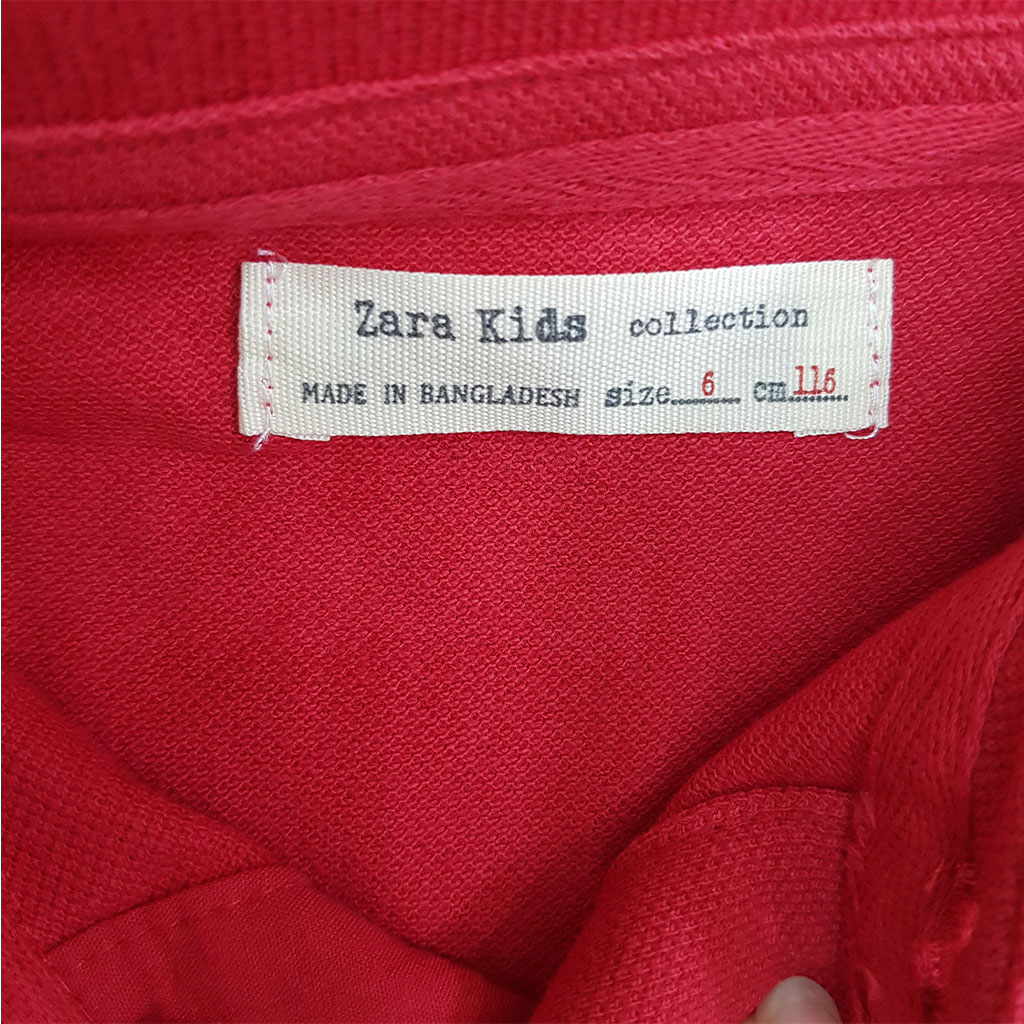 Zara Kids collection
MADE IN BANGLADESH size 6 cm 116